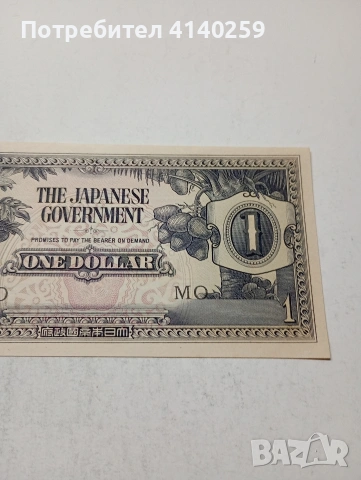 Потребител 4140259
THE JAPANESE
GOVERNMENT
PROMISES TO PAY THE BEARER ON DEMAND
ONE DOLLAR
1
O MO
1
府政國帝本日大
BAZAR